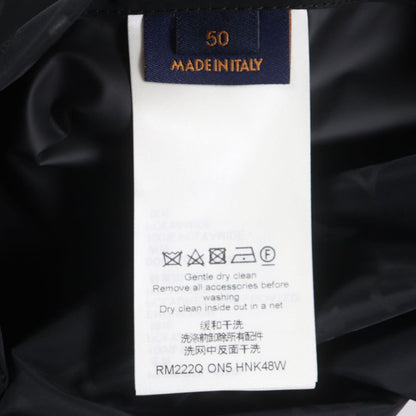 50
MADE IN ITALY
Gentle dry clean
Remove all accessories before
washing
Dry clean inside out in a net
缓和干洗
洗涤前卸除所有配件
洗网中反面干洗
RM222Q ON5 HNK48W